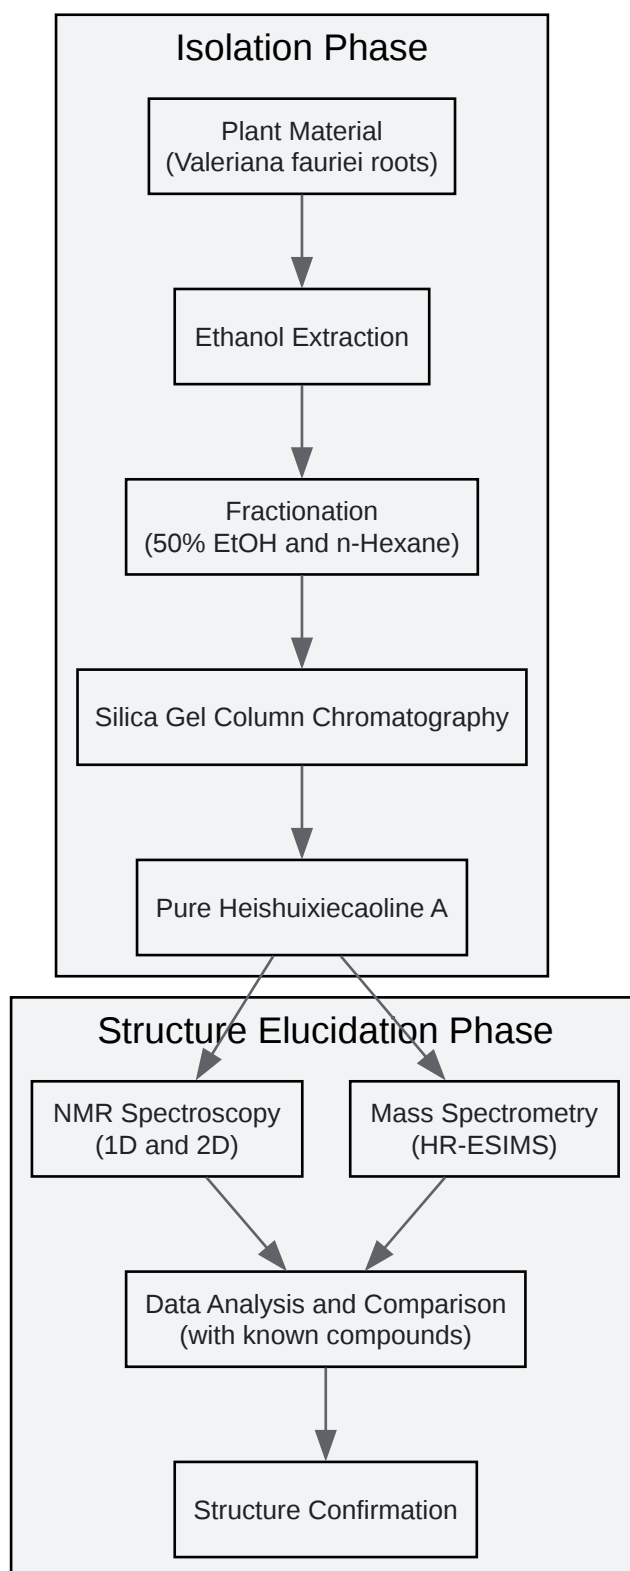 Isolation Phase
Plant Material
(Valeriana fauriei roots)
Ethanol Extraction
Fractionation
(50% EtOH and n-Hexane)
Silica Gel Column Chromatography
Pure Heishuixiecaoline A
Structure Elucidation Phase
NMR Spectroscopy
(1D and 2D)
Mass Spectrometry
(HR-ESIMS)
Data Analysis and Comparison
(with known compounds)
Structure Confirmation